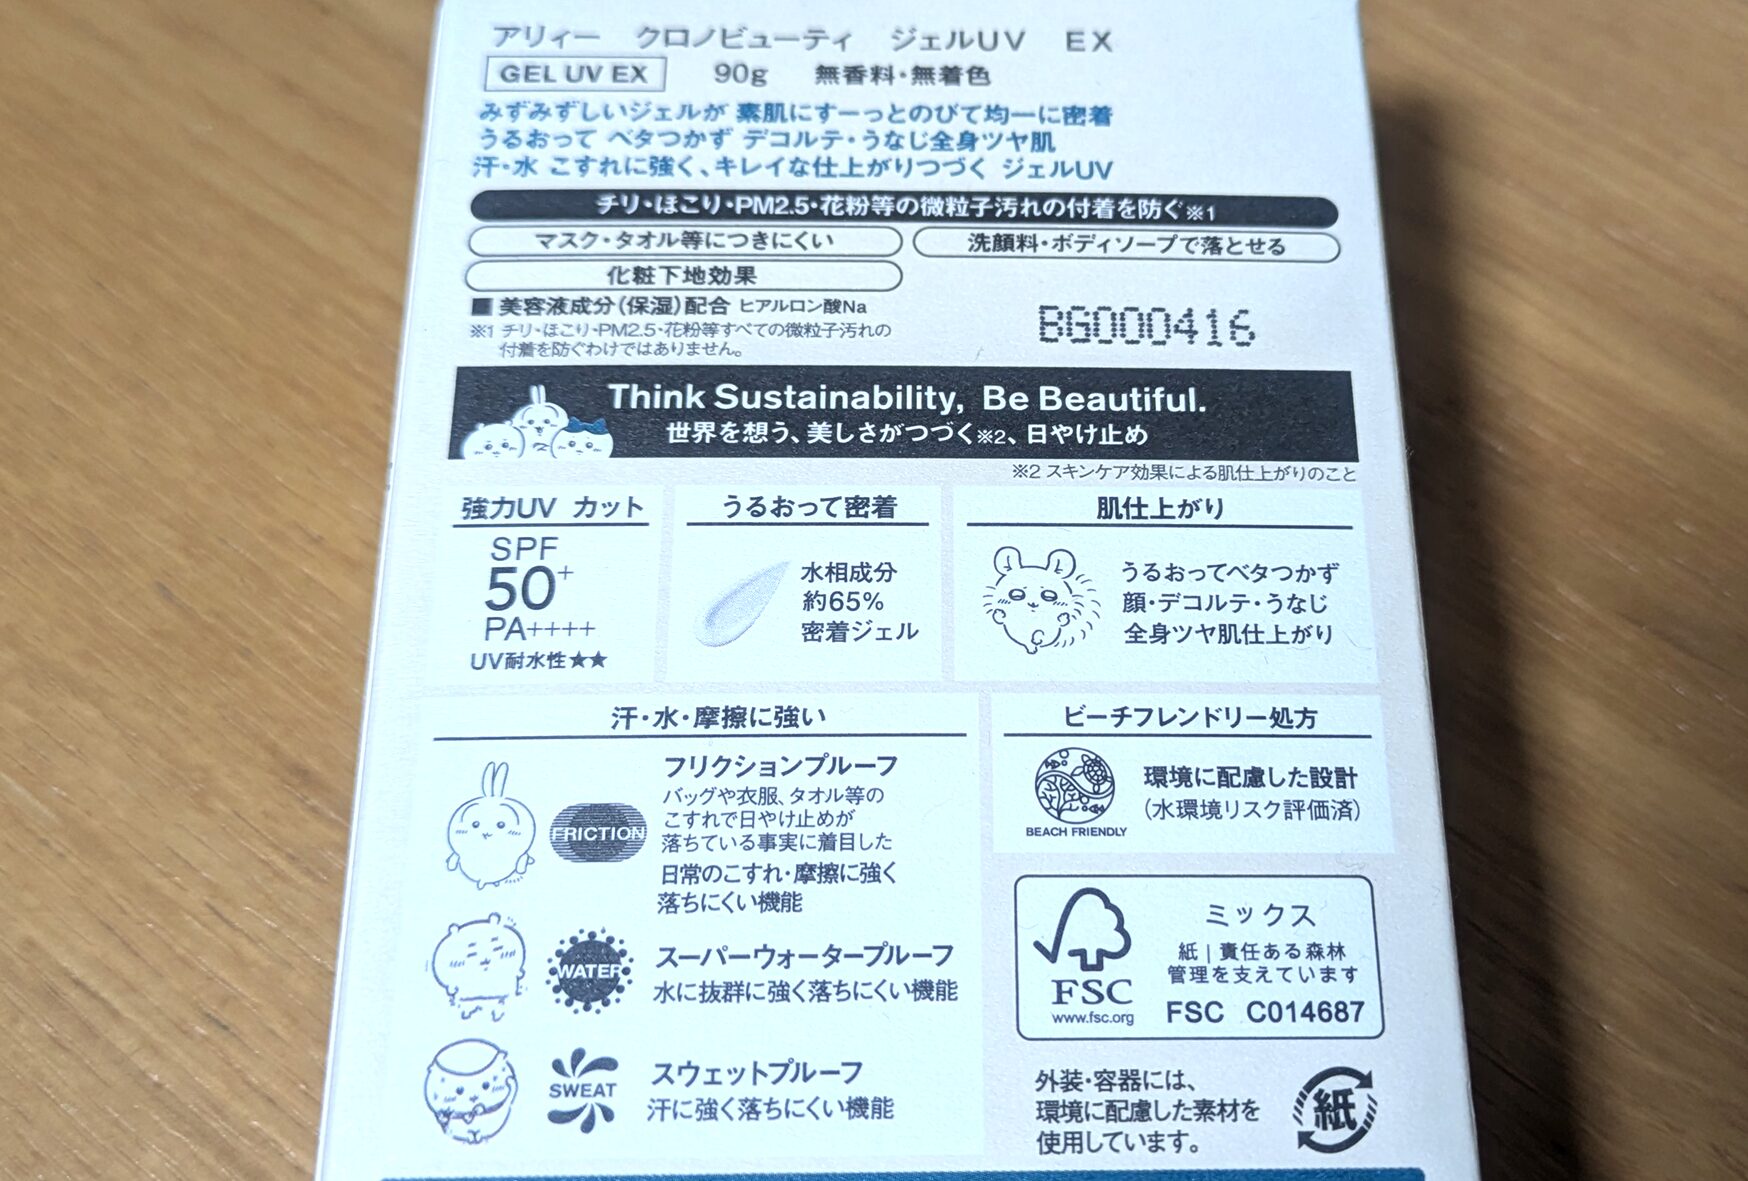 アリィー クロノビューティ ジェルUV EX
GEL UV EX 90g 無香料・無着色
みずみずしいジェルが 素肌にすーっとのびて均一に密着
うるおって ベタつかず デコルテ・うなじ全身ツヤ肌
汗・水 こすれに強く、キレイな仕上がりつづく ジェルUV
チリ・ほこり・PM2.5・花粉等の微粒子汚れの付着を防ぐ※1
マスク・タオル等につきにくい
洗顔料・ボディソープで落とせる
化粧下地効果
■ 美容液成分(保湿)配合 ヒアルロン酸Na
※1 チリ・ほこり・PM2.5・花粉等すべての微粒子汚れの
付着を防ぐわけではありません。
BG000416
Think Sustainability, Be Beautiful.
世界を想う、美しさがつづく※2、日やけ止め
※2 スキンケア効果による肌仕上がりのこと
強力UV カット
SPF
50+
PA++++
UV耐水性★★
うるおって密着
水相成分
約65%
密着ジェル
肌仕上がり
うるおってベタつかず
顔・デコルテ・うなじ
全身ツヤ肌仕上がり
汗・水・摩擦に強い
FRICTION
フリクションプルーフ
バッグや衣服、タオル等の
こすれで日やけ止めが
落ちている事実に着目した
日常のこすれ・摩擦に強く
落ちにくい機能
WATER
スーパーウォータープルーフ
水に抜群に強く落ちにくい機能
SWEAT
スウェットプルーフ
汗に強く落ちにくい機能
ビーチフレンドリー処方
BEACH FRIENDLY
環境に配慮した設計
(水環境リスク評価済)
FSC
www.fsc.org
ミックス
紙 | 責任ある森林
管理を支えています
FSC C014687
外装・容器には、
環境に配慮した素材を
使用しています。
紙